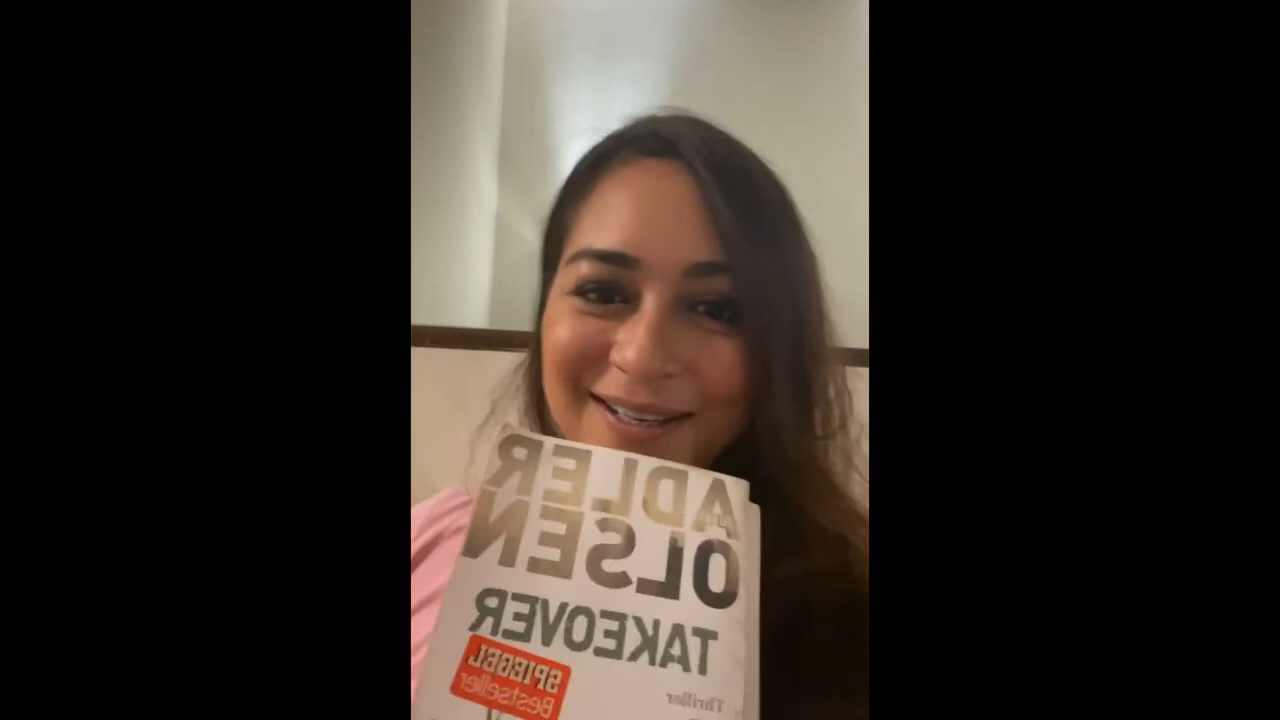 ADLER
OLSEN
TAKEOVER
SPIEGEL
Bestseller
Thriller